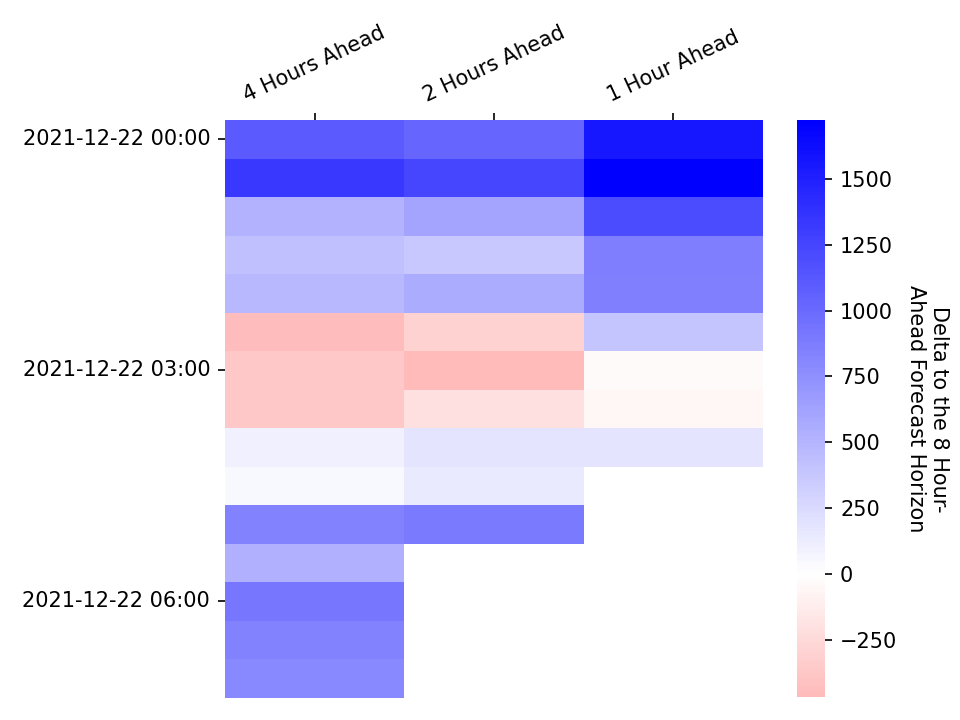 4 Hours Ahead
2 Hours Ahead
1 Hour Ahead
2021-12-22 00:00
2021-12-22 03:00
2021-12-22 06:00
1500
1250
1000
750
500
250
0
−250
Delta to the 8 Hour-
Ahead Forecast Horizon